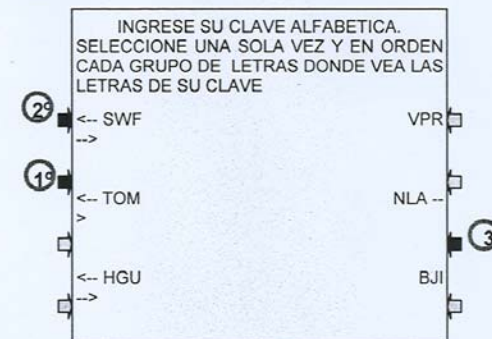 INGRESE SU CLAVE ALFABETICA.
SELECCIONE UNA SOLA VEZ Y EN ORDEN
CADA GRUPO DE LETRAS DONDE VEA LAS
LETRAS DE SU CLAVE
2º <-- SWF VPR
-->
1º
<-- TOM NLA --
>
3
<-- HGU BJI
-->